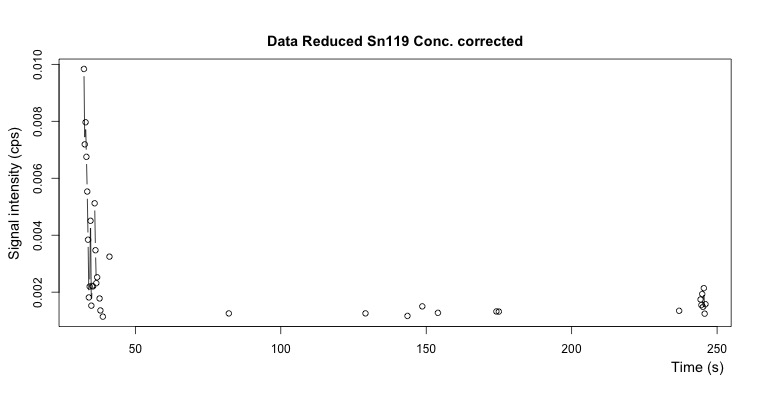 Data Reduced Sn119 Conc. corrected
Signal intensity (cps)
0.010
0.008
0.006
0.004
0.002
50 100 150 200 250
Time (s)